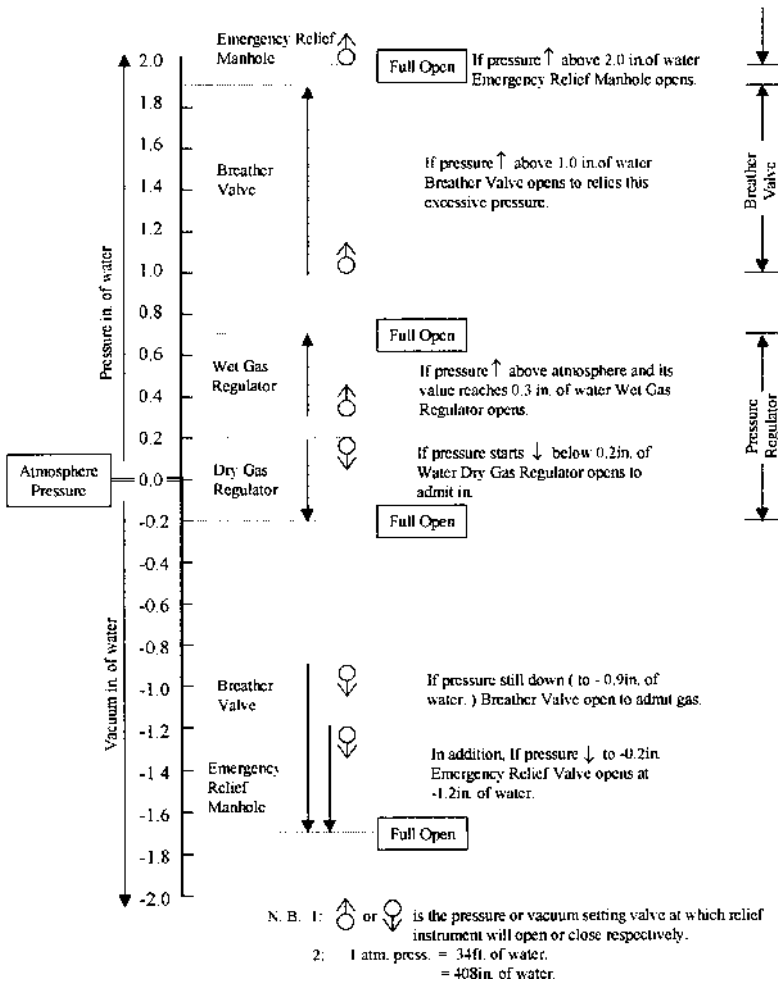 Emergency Relief
Manhole
Full Open
If pressure ↑ above 2.0 in.of water
Emergency Relief Manhole opens.
2.0
1.8
1.6
1.4
1.2
1.0
0.8
0.6
0.4
0.2
0.0
-0.2
-0.4
-0.6
-0.8
-1.0
-1.2
-1.4
-1.6
-1.8
-2.0
Pressure in. of water
Vacuum in. of water
Atmosphere
Pressure
Breather
Valve
If pressure ↑ above 1.0 in.of water
Breather Valve opens to relies this
excessive pressure.
Breather
Valve
Full Open
Wet Gas
Regulator
If pressure ↑ above atmosphere and its
value reaches 0.3 in. of water Wet Gas
Regulator opens.
Pressure
Regulator
Dry Gas
Regulator
If pressure starts ↓ below 0.2in. of
Water Dry Gas Regulator opens to
admit in.
Full Open
Breather
Valve
If pressure still down ( to - 0.9in. of
water. ) Breather Valve open to admit gas.
Emergency
Relief
Manhole
In addition, If pressure ↓ to -0.2in
Emergency Relief Valve opens at
-1.2in. of water.
Full Open
N. B. 1: or is the pressure or vacuum setting valve at which relief
instrument will open or close respectively.
2; 1 atm. press. = 34ft. of water.
= 408in. of water.